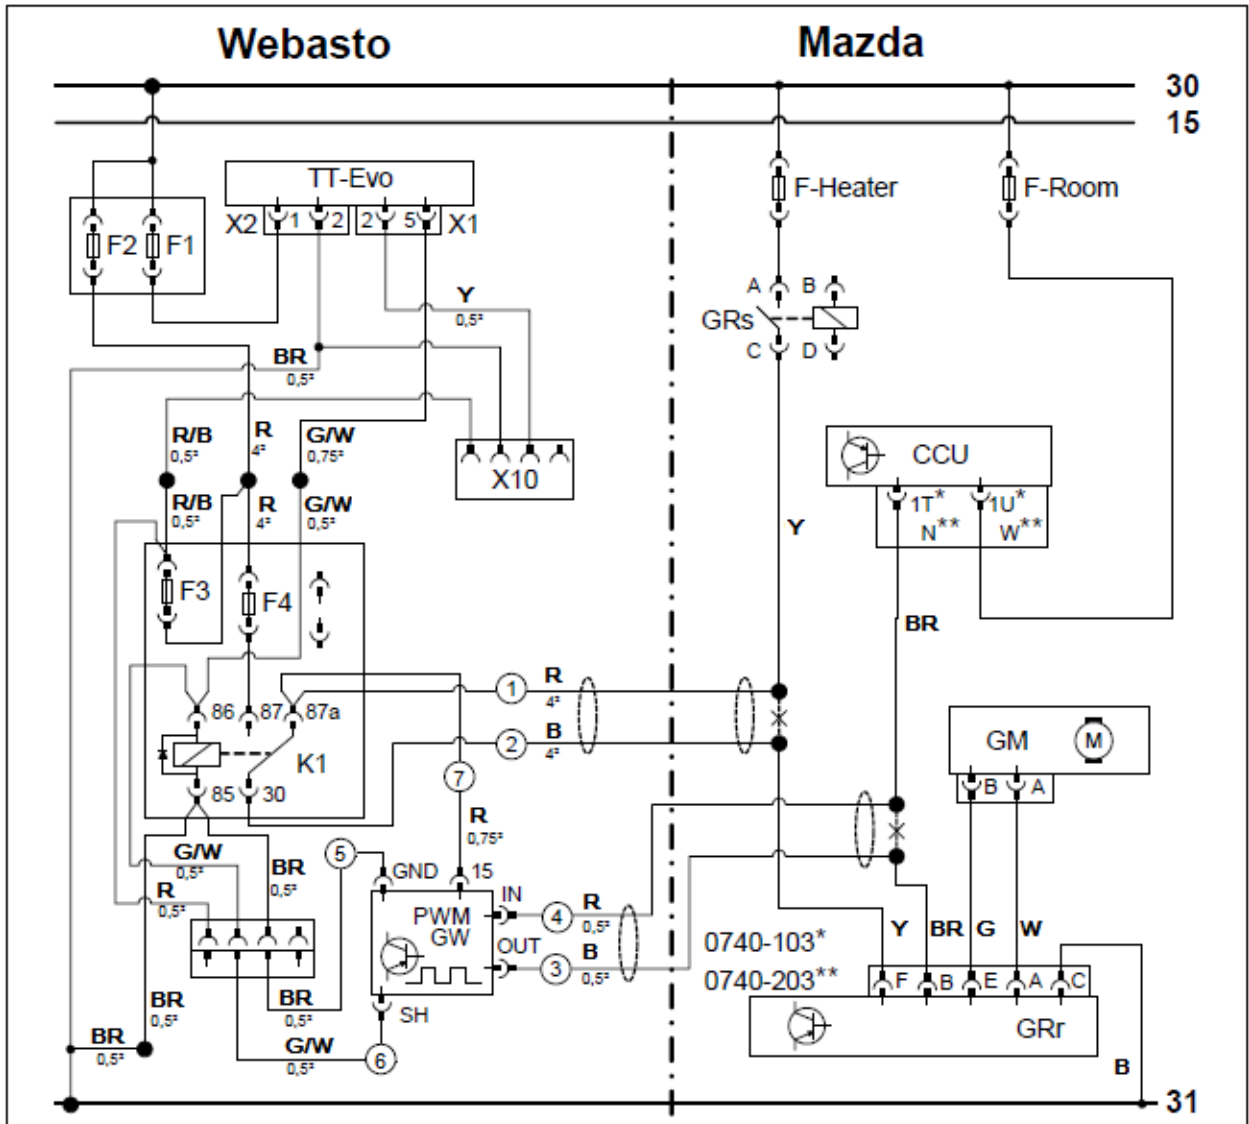 Webasto Mazda
30
15
TT-Evo
F-Heater F-Room
X2 1 2 2 5 X1
F2 F1
A B
Y
0,5²
GRs
C D
BR
0,5²
R/B R G/W
0,5² 4² 0,75²
CCU
X10
R/B R G/W
0,5² 4² 0,5²
1T* 1U*
N** W**
Y
F3 F4
BR
1 R
4²
86 87 87a
2 B
4²
GM M
K1
7
B A
85 30
R
0,75²
G/W
0,5²
BR
0,5²
5 GND 15
R
0,5²
IN
PWM
GW
4 R
0,5²
OUT
3 B
0,5²
Y BR G W
0740-103*
0740-203**
F B E A C
BR
0,5²
BR
0,5²
SH
GRr
BR
0,5²
G/W
0,5²
6
B
31